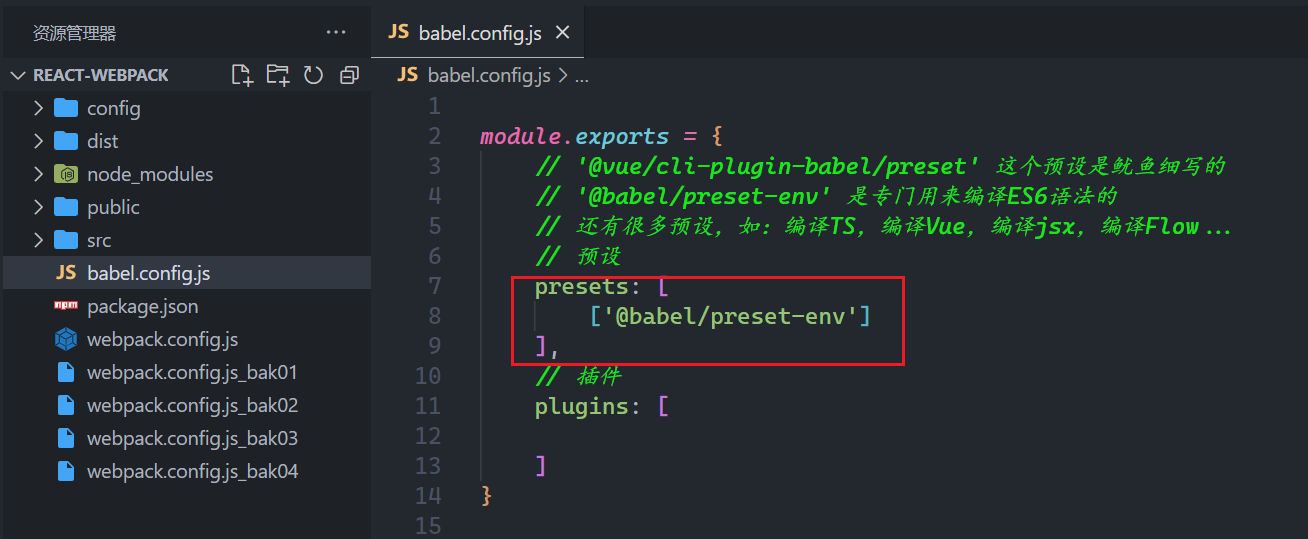 资源管理器 ...
REACT-WEBPACK
config
dist
node_modules
public
src
JS babel.config.js
npm package.json
webpack.config.js
webpack.config.js_bak01
webpack.config.js_bak02
webpack.config.js_bak03
webpack.config.js_bak04
JS babel.config.js ×
JS babel.config.js > ...
1
2 module.exports = {
3 // '@vue/cli-plugin-babel/preset' 这个预设是鱿鱼细写的
4 // '@babel/preset-env' 是专门用来编译ES6语法的
5 // 还有很多预设，如：编译TS，编译Vue，编译jsx，编译Flow...
6 // 预设
7 presets: [
8 ['@babel/preset-env']
9 ],
10 // 插件
11 plugins: [
12
13 ]
14 }
15